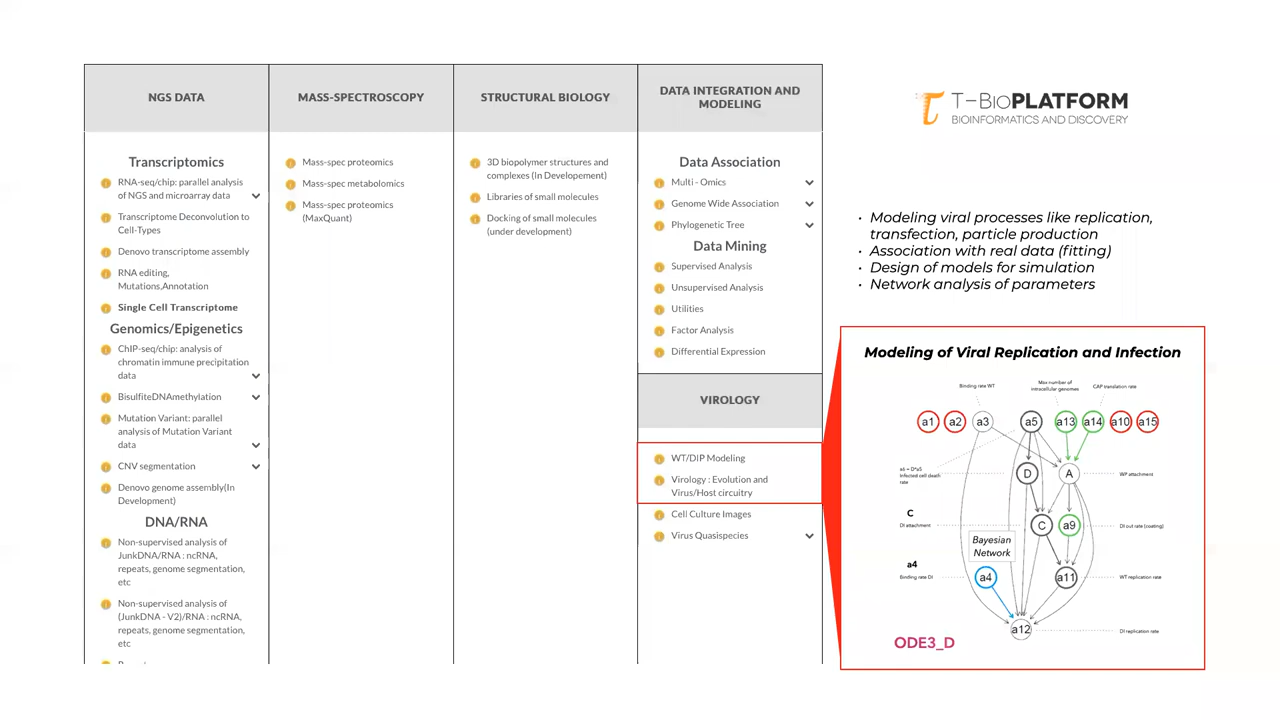 NGS DATA
Transcriptomics
RNA-seq/chip: parallel analysis
of NGS and microarray data
Transcriptome Deconvolution to
Cell-Types
Denovo transcriptome assembly
RNA editing,
Mutations,Annotation
Single Cell Transcriptome
Genomics/Epigenetics
ChIP-seq/chip: analysis of
chromatin immune precipitation
data
BisulfiteDNAmethylation
Mutation Variant: parallel
analysis of Mutation Variant
data
CNV segmentation
Denovo genome assembly(In
Development)
DNA/RNA
Non-supervised analysis of
JunkDNA/RNA : ncRNA,
repeats, genome segmentation,
etc
Non-supervised analysis of
(JunkDNA - V2)/RNA : ncRNA,
repeats, genome segmentation,
etc
MASS-SPECTROSCOPY
Mass-spec proteomics
Mass-spec metabolomics
Mass-spec proteomics
(MaxQuant)
STRUCTURAL BIOLOGY
3D biopolymer structures and
complexes (In Developement)
Libraries of small molecules
Docking of small molecules
(under development)
DATA INTEGRATION AND
MODELING
Data Association
Multi - Omics
Genome Wide Association
Phylogenetic Tree
Data Mining
Supervised Analysis
Unsupervised Analysis
Utilities
Factor Analysis
Differential Expression
VIROLOGY
WT/DIP Modeling
Virology : Evolution and
Virus/Host circuitry
Cell Culture Images
Virus Quasispecies
T-BioPLATFORM
BIOINFORMATICS AND DISCOVERY
• Modeling viral processes like replication,
transfection, particle production
• Association with real data (fitting)
• Design of models for simulation
• Network analysis of parameters
Modeling of Viral Replication and Infection
Binding rate WT
Max number of
intracellular genomes
CAP translation rate
a1 a2 a3 a5 a13 a14 a10 a15
a4 = D*a5
Infected cell death
rate
D A
WP attachment
C
DI attachment
C a9
DI out rate (coating)
Bayesian
Network
a4
Binding rate DI
a4 a11
WT replication rate
a12
DI replication rate
ODE3_D